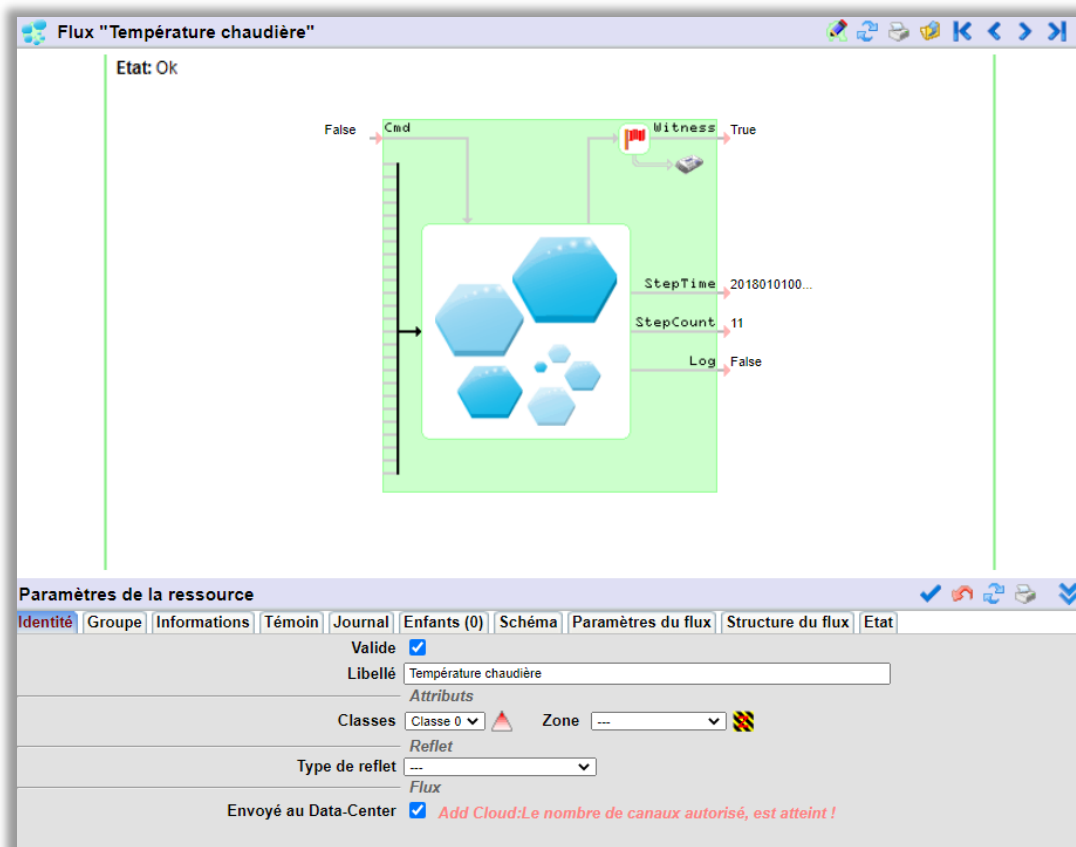 Flux "Température chaudière"
Etat: Ok
False Cmd Witness True
StepTime 2018010100...
StepCount 11
Log False
Paramètres de la ressource
Identité Groupe Informations Témoin Journal Enfants (0) Schéma Paramètres du flux Structure du flux Etat
Valide
Libellé Température chaudière
Attributs
Classes Classe 0 Zone ---
Reflet
Type de reflet ---
Flux
Envoyé au Data-Center Add Cloud:Le nombre de canaux autorisé, est atteint !